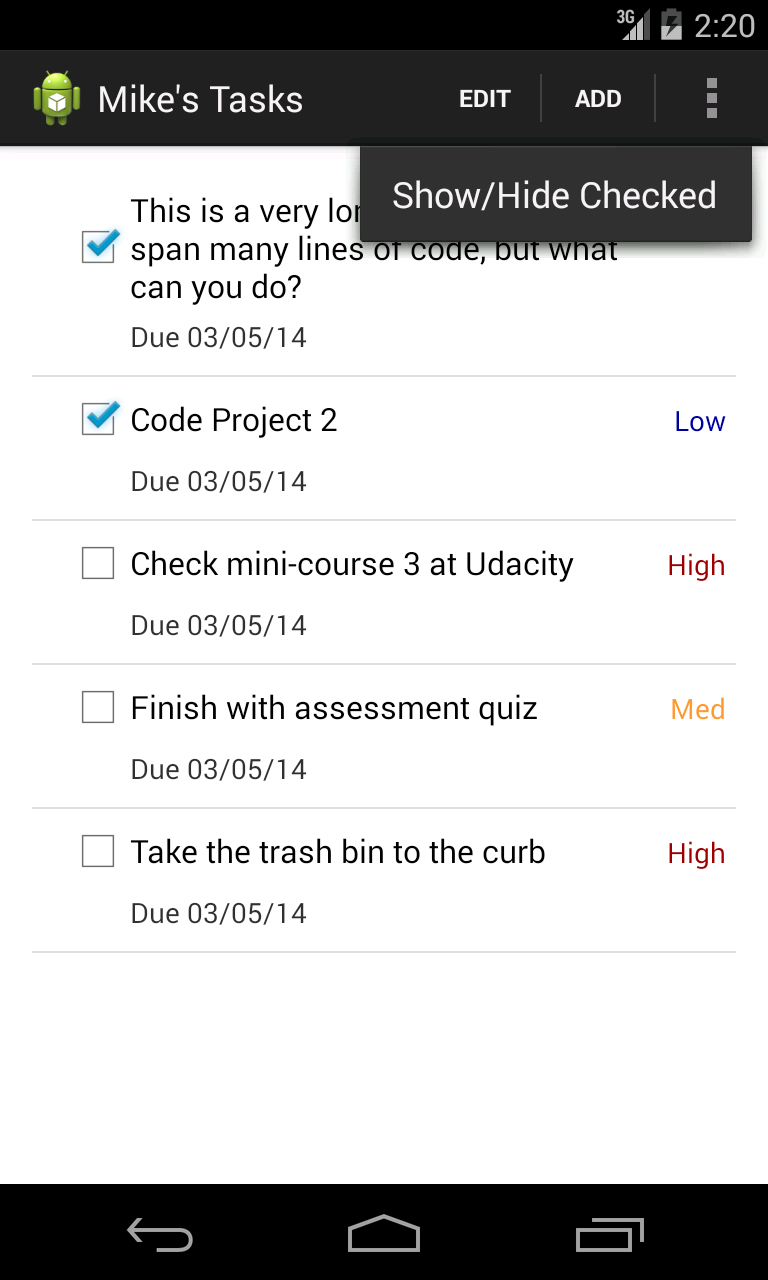 3G 2:20
Mike's Tasks EDIT ADD
Show/Hide Checked
This is a very
span many lines of code, but what
can you do?
Due 03/05/14
Code Project 2 Low
Due 03/05/14
Check mini-course 3 at Udacity High
Due 03/05/14
Finish with assessment quiz Med
Due 03/05/14
Take the trash bin to the curb High
Due 03/05/14